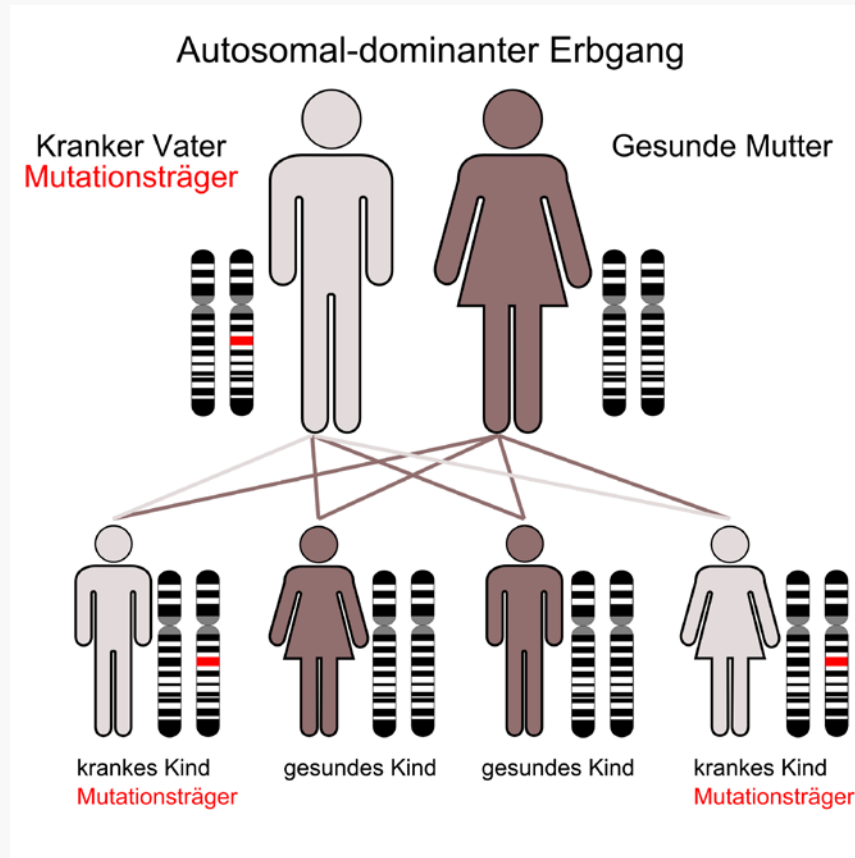 Autosomal-dominanter Erbgang
Kranker Vater
Mutationsträger
Gesunde Mutter
krankes Kind
Mutationsträger
gesundes Kind
gesundes Kind
krankes Kind
Mutationsträger